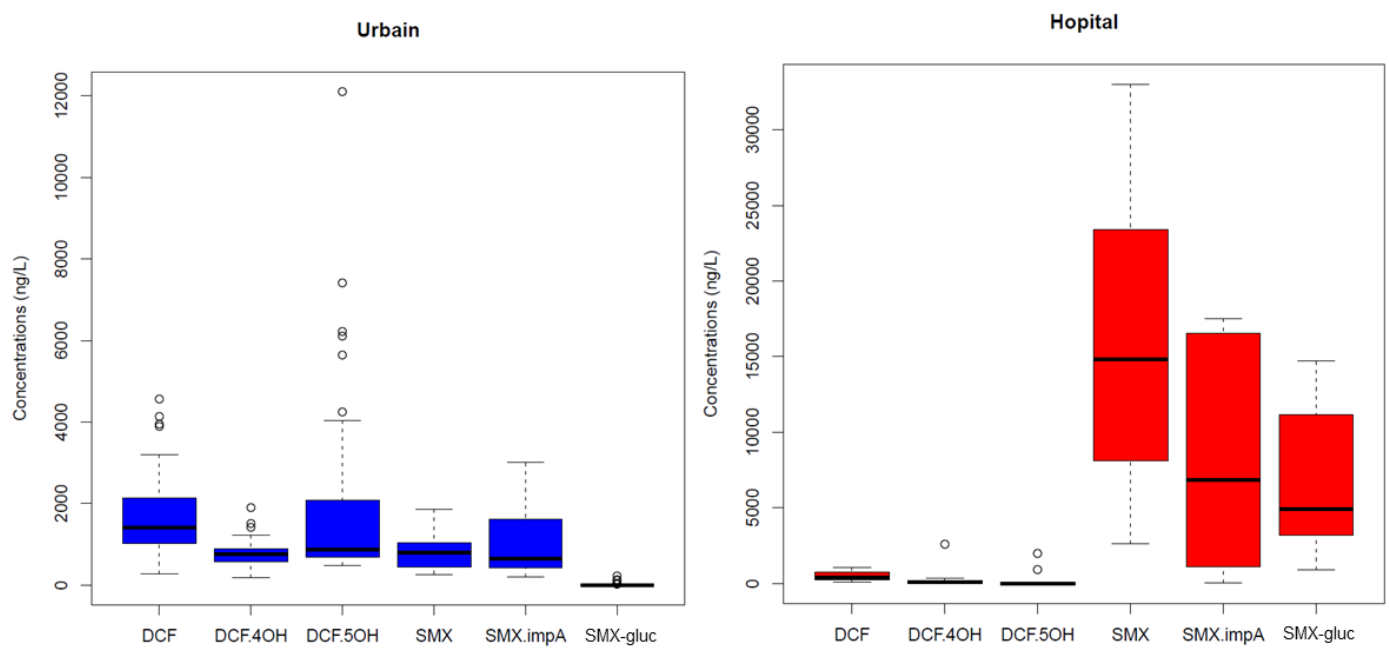 Urbain
Concentrations (ng/L)
12000
10000
8000
6000
4000
2000
0
DCF DCF.4OH DCF.5OH SMX SMX.impA SMX-gluc
Hopital
Concentrations (ng/L)
30000
25000
20000
15000
10000
5000
0
DCF DCF.4OH DCF.5OH SMX SMX.impA SMX-gluc